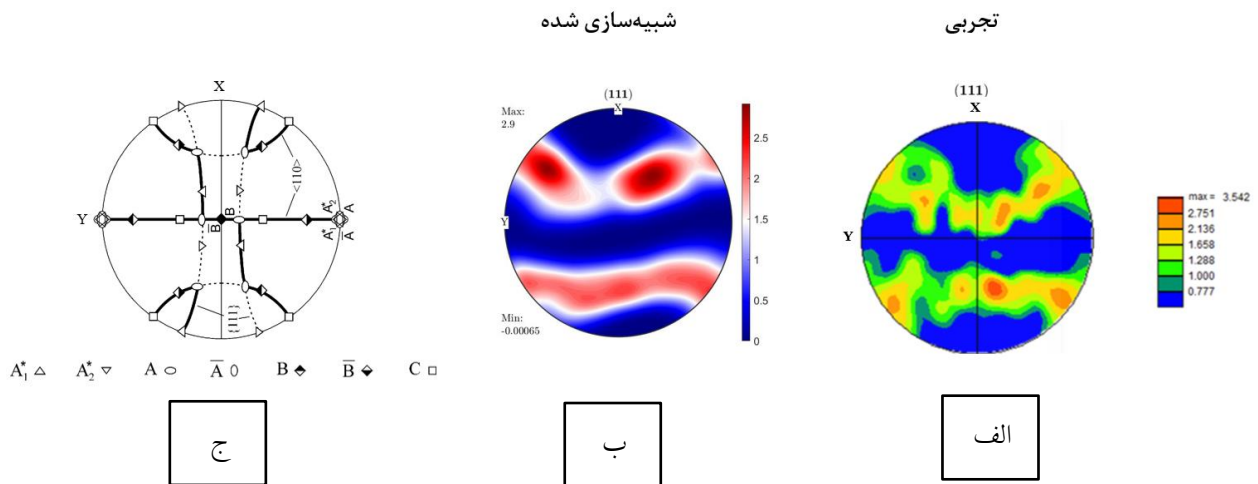 تجربی
شبیه‌سازی شده
(111)
X
Y
max = 3.542
2.751
2.136
1.658
1.288
1.000
0.777
الف
(111)
X
Y
Max:
2.9
Min:
-0.00065
2.5
2
1.5
1
0.5
0
ب
X
Y
<110>
{111}
B
B̅
A₂* A
A₁* A̅
A₁* △ A₂* ▽ A ⬭ A̅ ⬯ B ⬘ B̅ ⬙ C □
ج